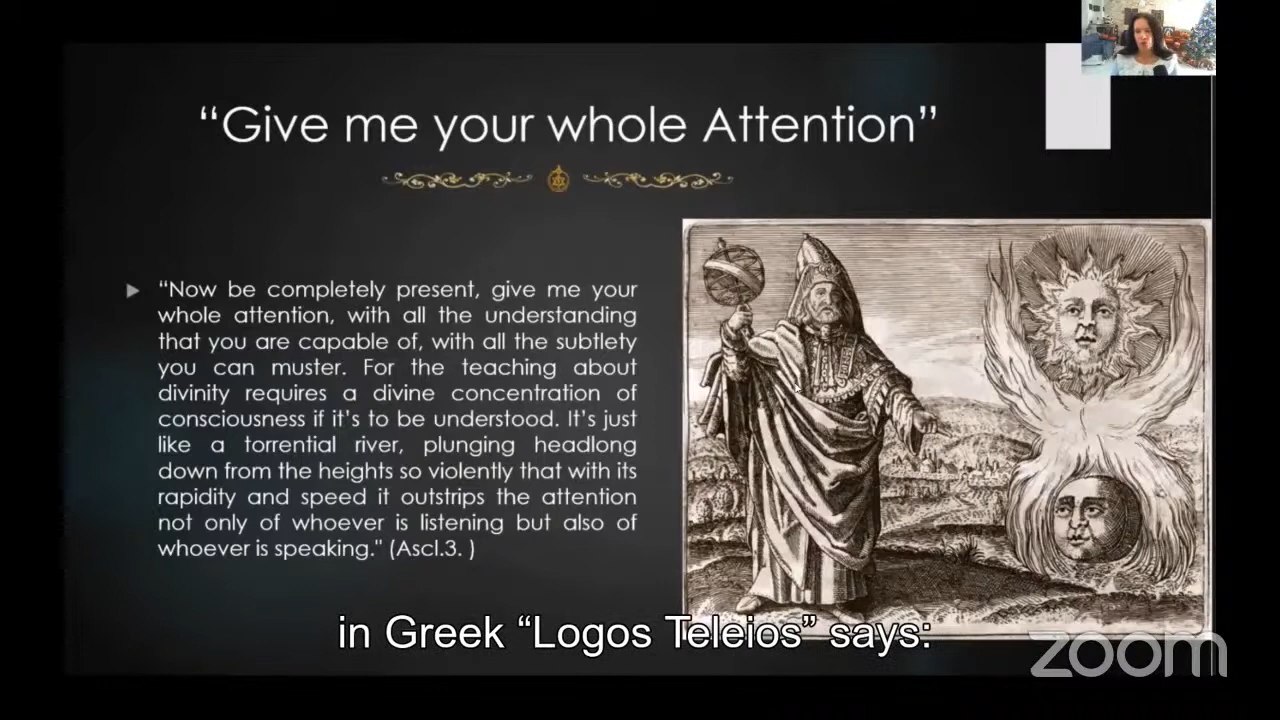 “Give me your whole Attention”
“Now be completely present, give me your
whole attention, with all the understanding
that you are capable of, with all the subtlety
you can muster. For the teaching about
divinity requires a divine concentration of
consciousness if it’s to be understood. It’s just
like a torrential river, plunging headlong
down from the heights so violently that with its
rapidity and speed it outstrips the attention
not only of whoever is listening but also of
whoever is speaking." (Ascl.3. )
in Greek “Logos Teleios” says:
zoom